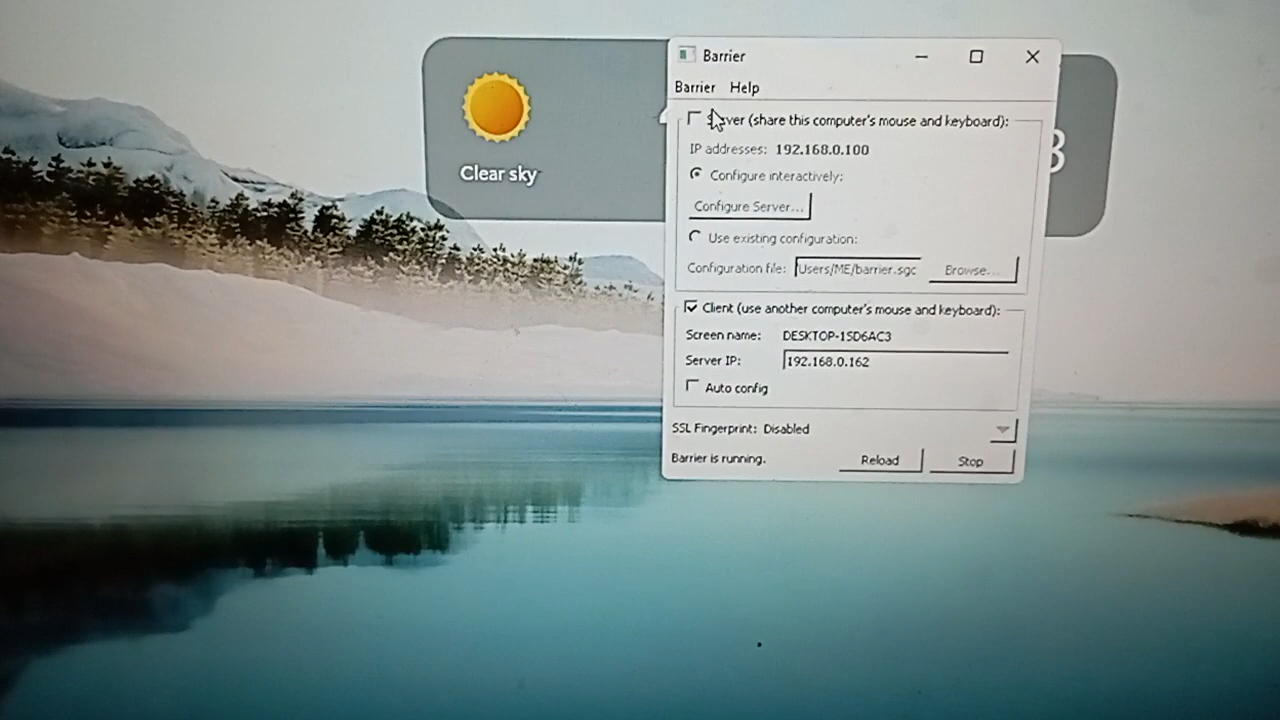 Barrier
Barrier Help
(share this computer's mouse and keyboard):
IP addresses: 192.168.0.100
Configure interactively:
Configure Server...
Use existing configuration:
Configuration file: Users/ME/barrier.sgc Browse...
Clear sky
Client (use another computer's mouse and keyboard):
Screen name: DESKTOP-1SD6AC3
Server IP: 192.168.0.162
Auto config
SSL Fingerprint: Disabled
Barrier is running. Reload Stop